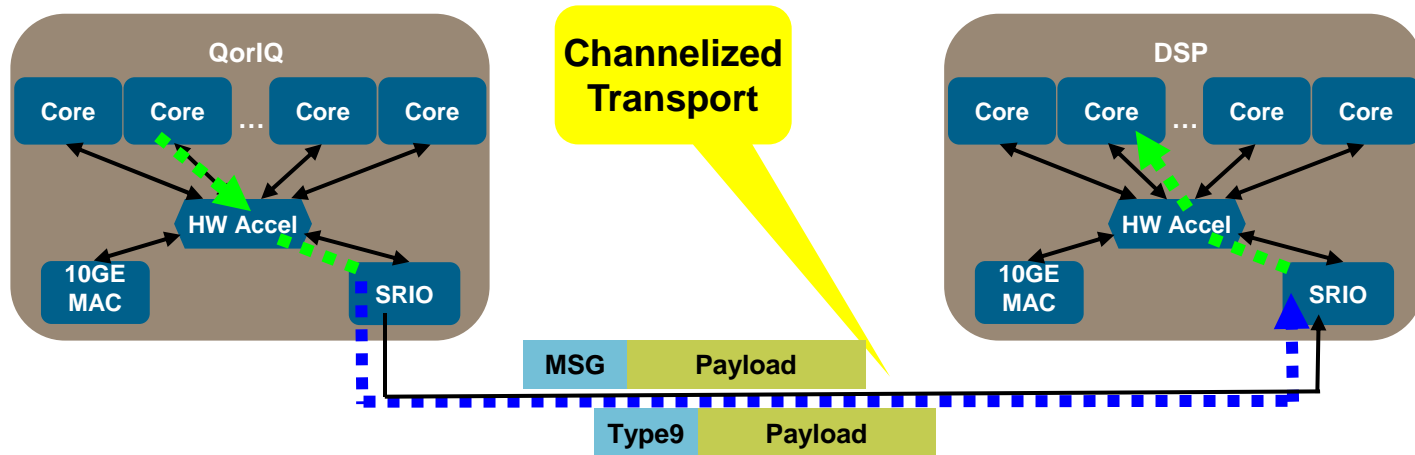 QorIQ
Core
Core
...
Core
Core
HW Accel
10GE
MAC
SRIO
Channelized
Transport
DSP
Core
Core
...
Core
Core
HW Accel
10GE
MAC
SRIO
MSG
Payload
Type9
Payload